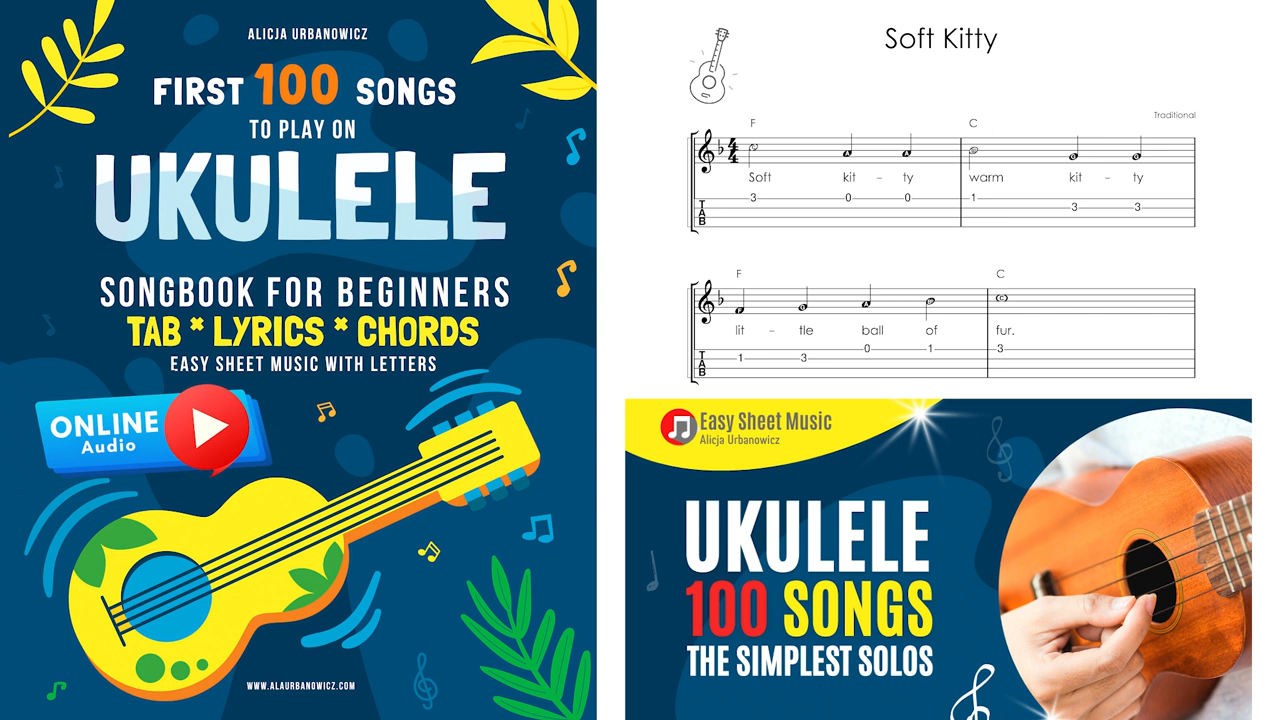 ALICJA URBANOWICZ
FIRST 100 SONGS
TO PLAY ON
UKULELE
SONGBOOK FOR BEGINNERS
TAB * LYRICS * CHORDS
EASY SHEET MUSIC WITH LETTERS
ONLINE
Audio
WWW.ALAURBANOWICZ.COM
Soft Kitty
Traditional
F C
4
4
C A A B G G
Soft kit – ty warm kit – ty
3 0 0 1 3 3
F C
F G A B C
lit – tle ball of fur.
1 3 0 1 3
Easy Sheet Music
Alicja Urbanowicz
UKULELE
100 SONGS
THE SIMPLEST SOLOS